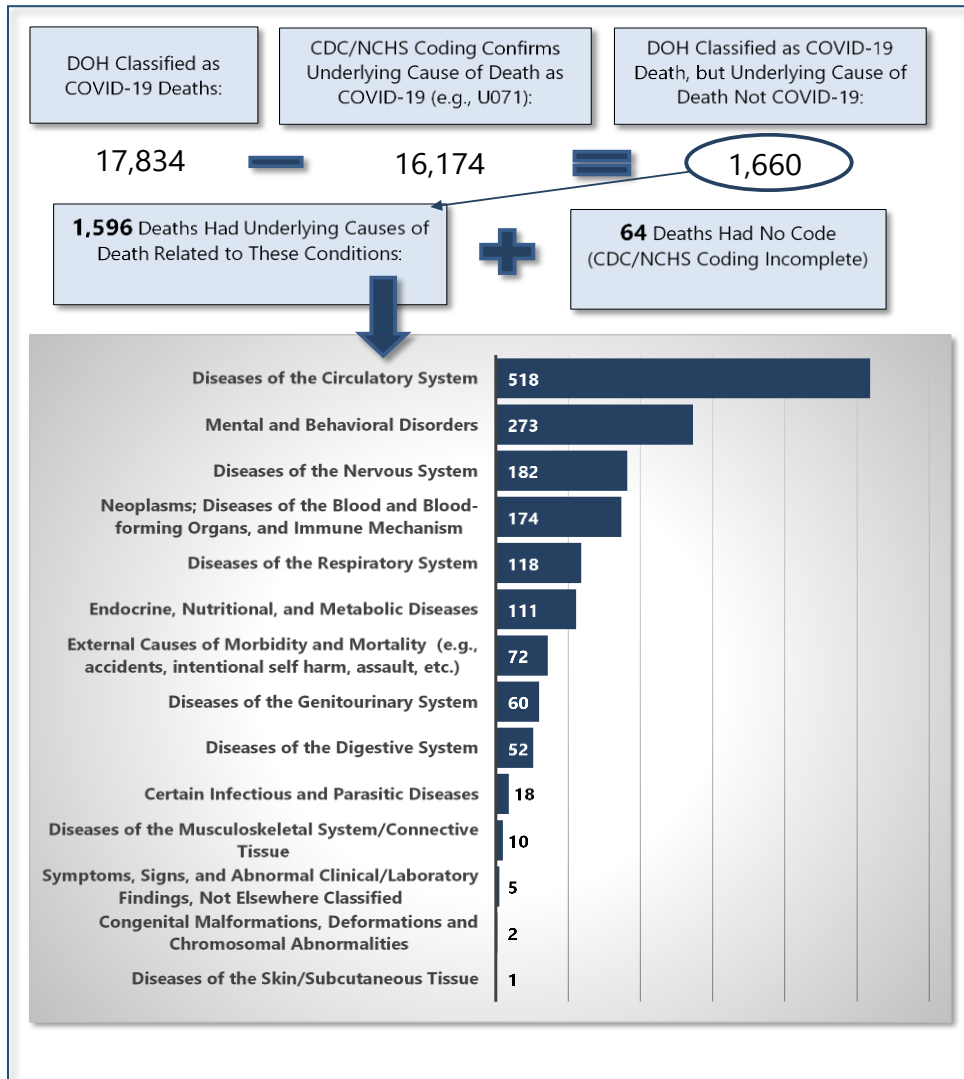 DOH Classified as
COVID-19 Deaths:
CDC/NCHS Coding Confirms
Underlying Cause of Death as
COVID-19 (e.g., U071):
DOH Classified as COVID-19
Death, but Underlying Cause of
Death Not COVID-19:
17,834
16,174
1,660
1,596 Deaths Had Underlying Causes of
Death Related to These Conditions:
64 Deaths Had No Code
(CDC/NCHS Coding Incomplete)
Diseases of the Circulatory System
518
Mental and Behavioral Disorders
273
Diseases of the Nervous System
182
Neoplasms; Diseases of the Blood and Blood-
forming Organs, and Immune Mechanism
174
Diseases of the Respiratory System
118
Endocrine, Nutritional, and Metabolic Diseases
111
External Causes of Morbidity and Mortality (e.g.,
accidents, intentional self harm, assault, etc.)
72
Diseases of the Genitourinary System
60
Diseases of the Digestive System
52
Certain Infectious and Parasitic Diseases
18
Diseases of the Musculoskeletal System/Connective
Tissue
10
Symptoms, Signs, and Abnormal Clinical/Laboratory
Findings, Not Elsewhere Classified
5
Congenital Malformations, Deformations and
Chromosomal Abnormalities
2
Diseases of the Skin/Subcutaneous Tissue
1